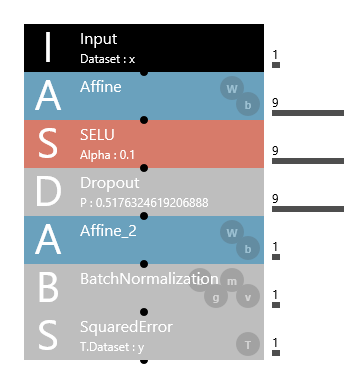 I
Input
Dataset : x
1
A
Affine
W
b
9
S
SELU
Alpha : 0.1
9
D
Dropout
P : 0.5176324619206888
9
A
Affine_2
W
b
1
B
BatchNormalization
m
g
v
1
S
SquaredError
T.Dataset : y
T
1